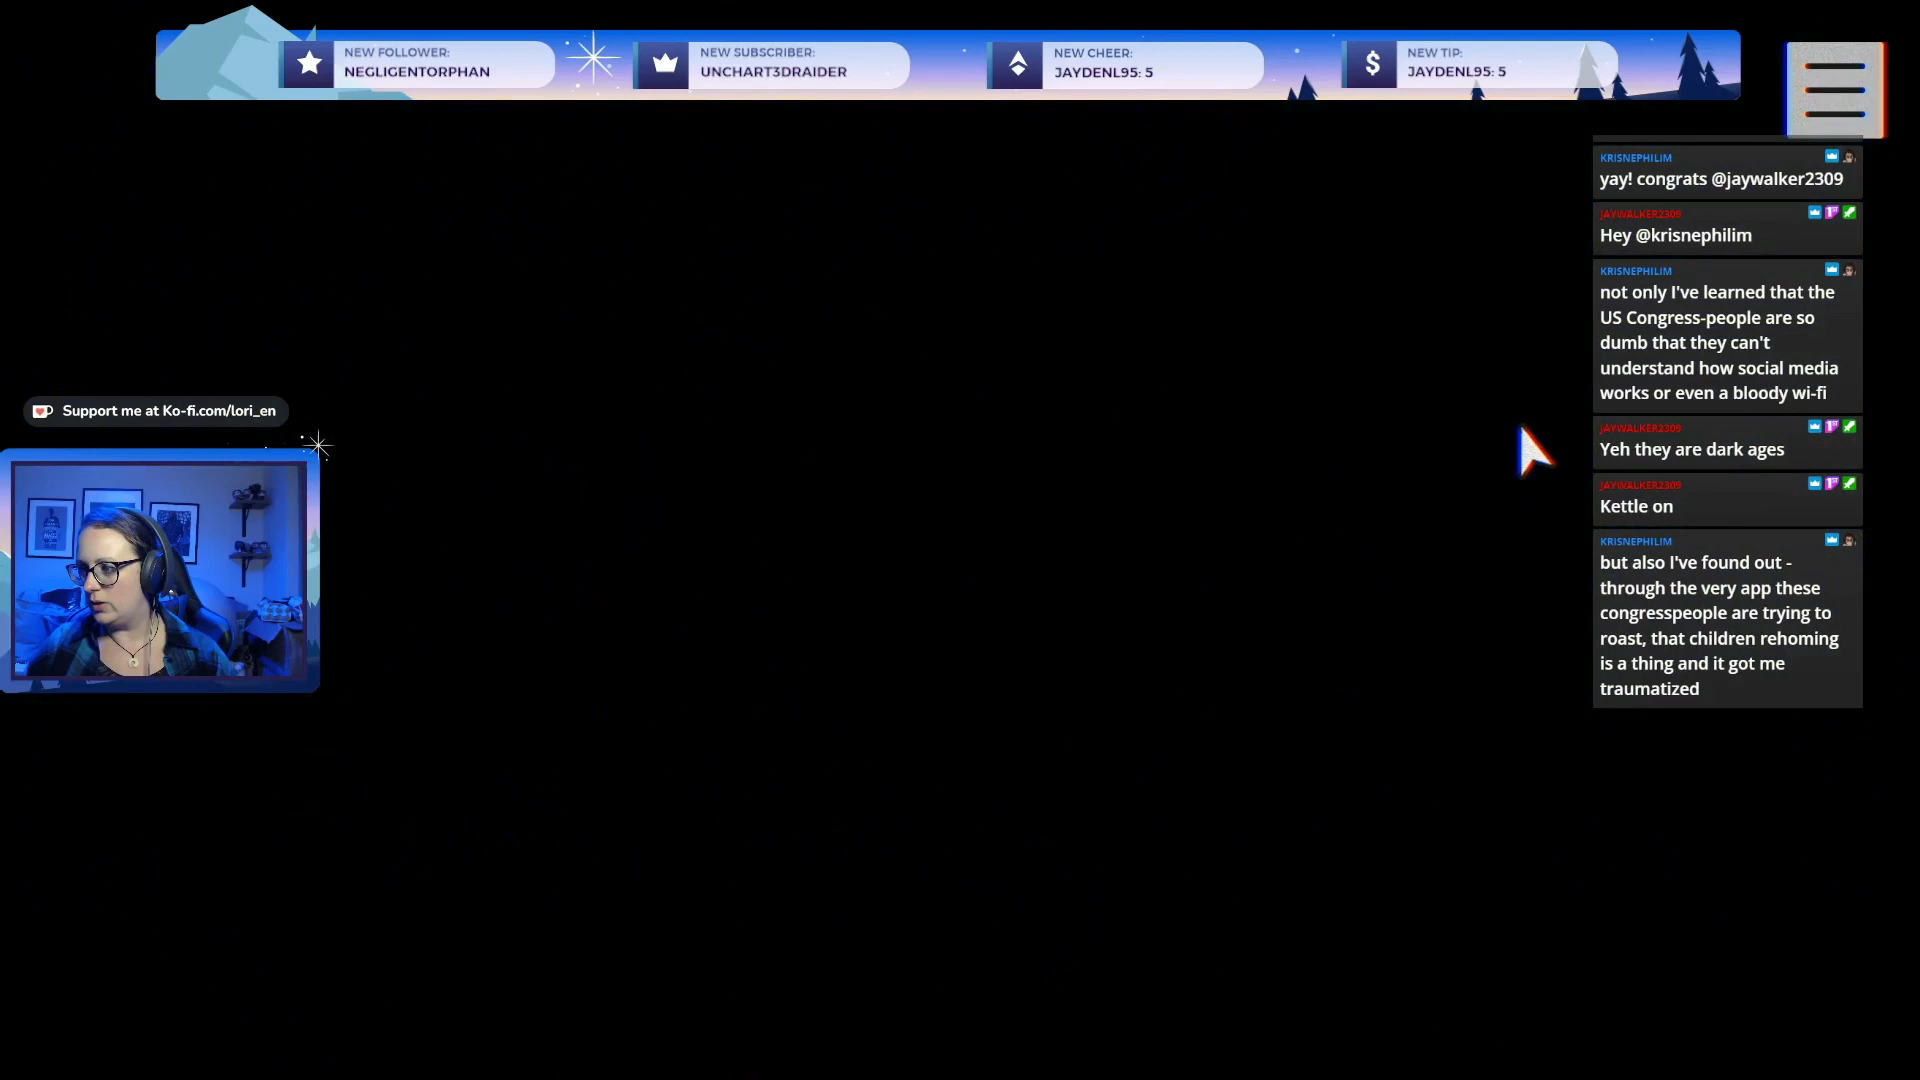 NEW FOLLOWER:
NEGLIGENTORPHAN
NEW SUBSCRIBER:
UNCHART3DRAIDER
NEW CHEER:
JAYDENL95: 5
NEW TIP:
JAYDENL95: 5
KRISNEPHILIM
yay! congrats @jaywalker2309
JAYWALKER2309
Hey @krisnephilim
KRISNEPHILIM
not only I've learned that the
US Congress-people are so
dumb that they can't
understand how social media
works or even a bloody wi-fi
JAYWALKER2309
Yeh they are dark ages
JAYWALKER2309
Kettle on
KRISNEPHILIM
but also I've found out -
through the very app these
congresspeople are trying to
roast, that children rehoming
is a thing and it got me
traumatized
Support me at Ko-fi.com/lori_en